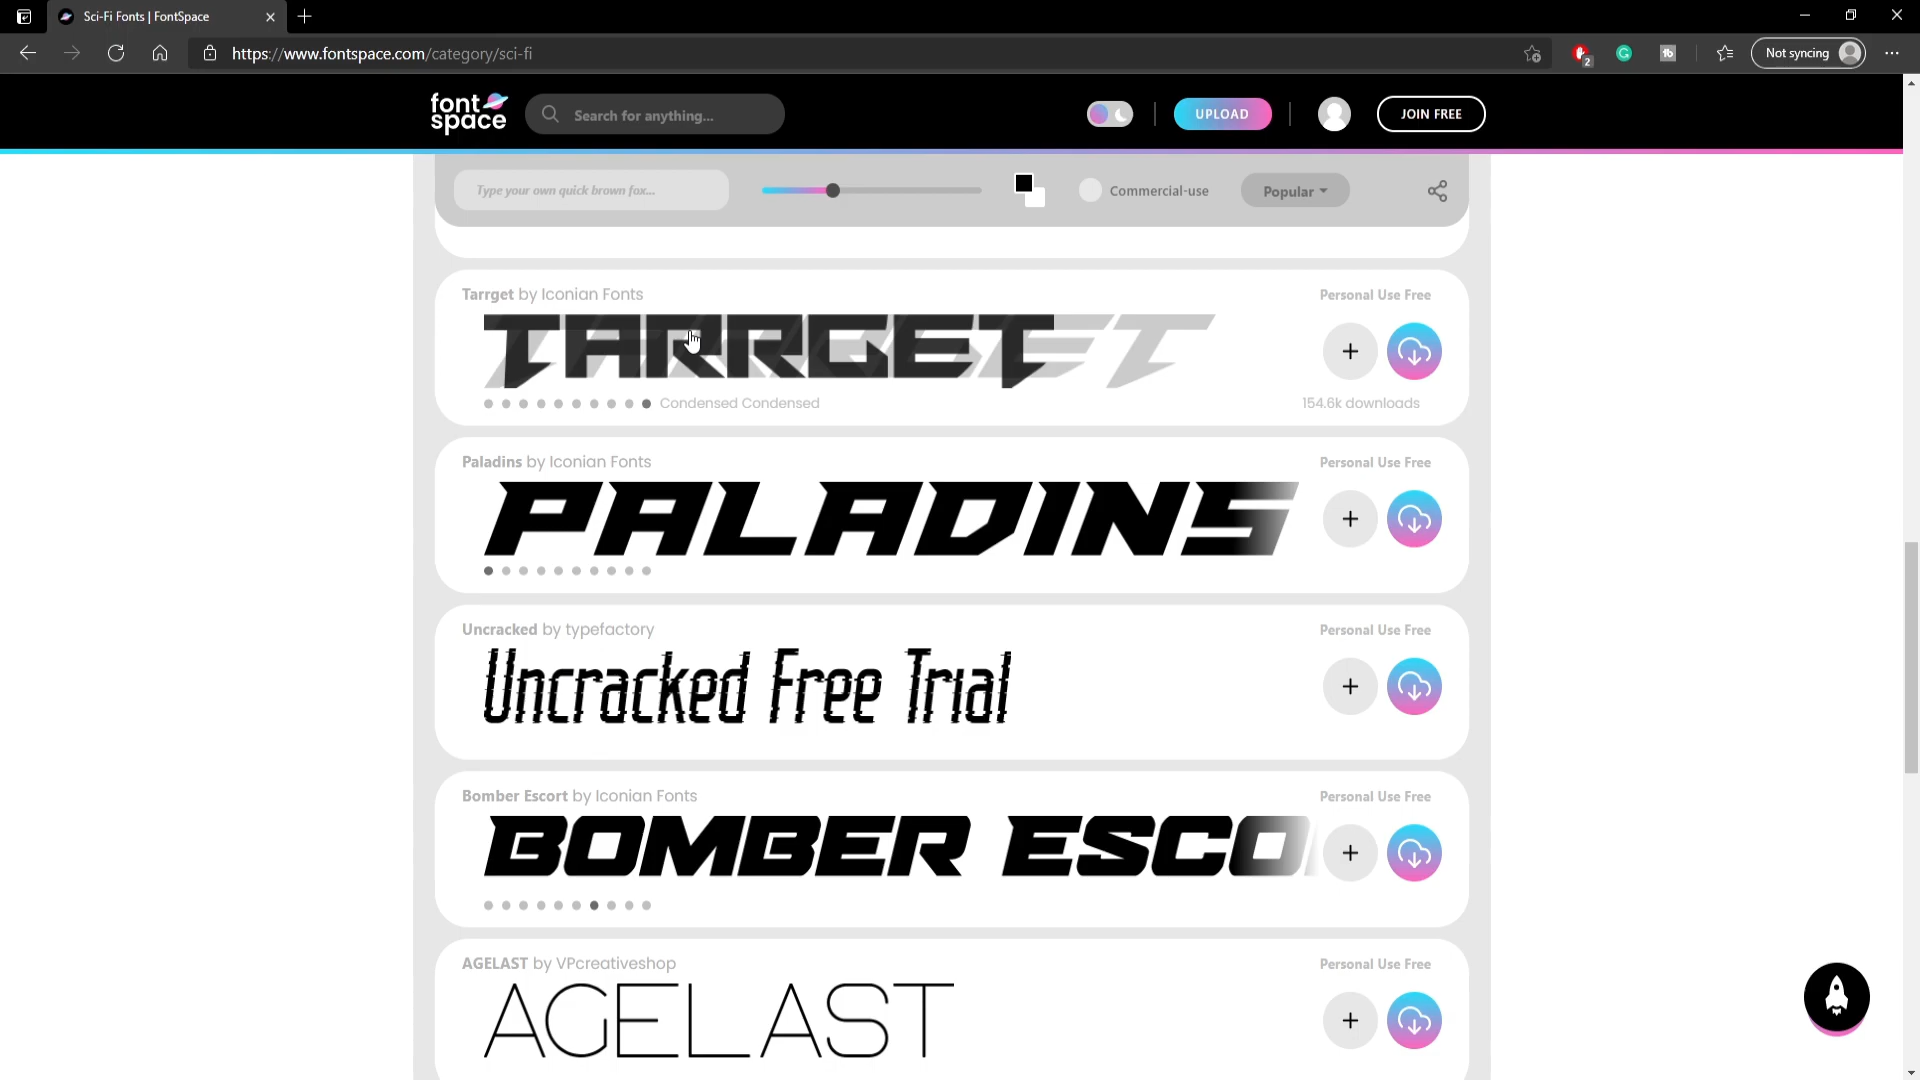 Sci-Fi Fonts | FontSpace
https://www.fontspace.com/category/sci-fi
2
Not syncing
font
space
Search for anything...
UPLOAD
JOIN FREE
Type your own quick brown fox...
Commercial-use
Popular
Tarrget by Iconian Fonts
Personal Use Free
TARRGET
Condensed Condensed
154.6k downloads
Paladins by Iconian Fonts
Personal Use Free
PALADINS
Uncracked by typefactory
Personal Use Free
Uncracked Free Trial
Bomber Escort by Iconian Fonts
Personal Use Free
BOMBER ESCO
AGELAST by VPcreativeshop
Personal Use Free
AGELAST